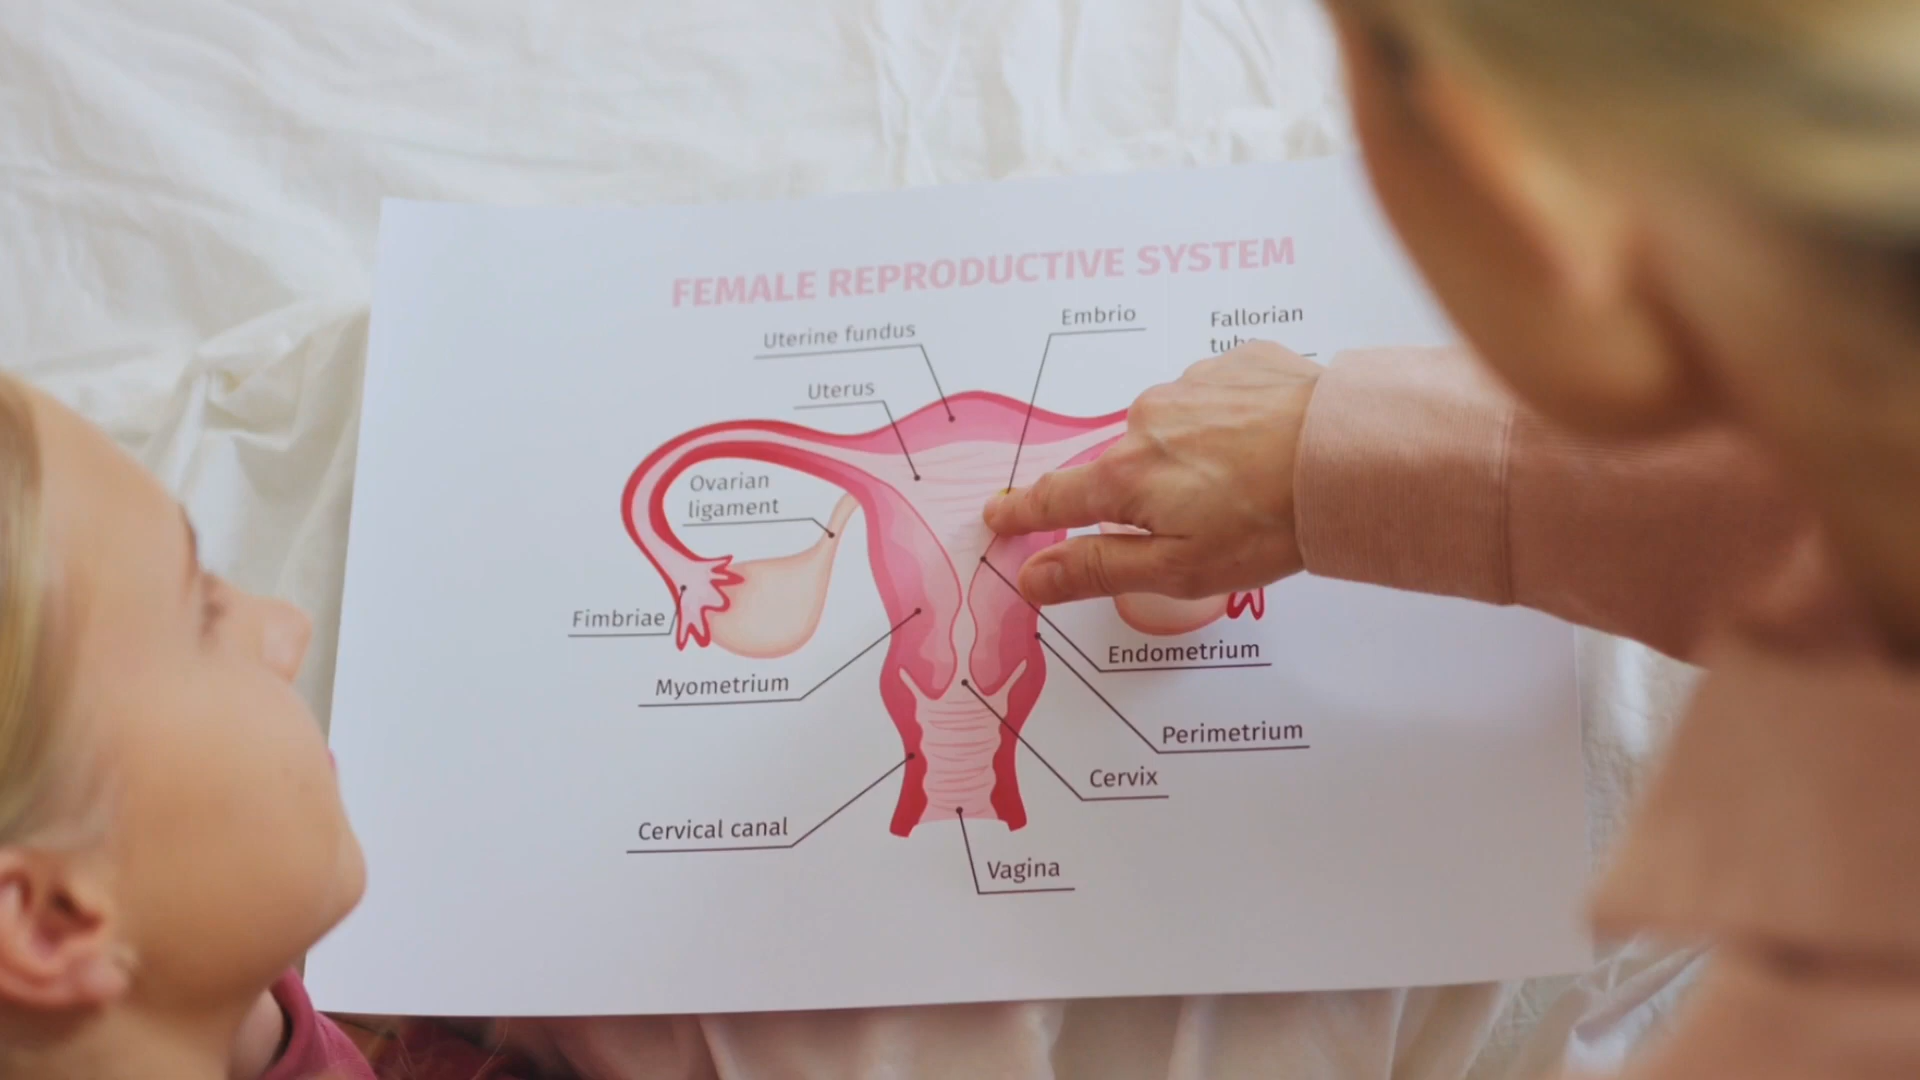 FEMALE REPRODUCTIVE SYSTEM
Embrio
Fallorian
Uterine fundus
Uterus
Ovarian
ligament
Fimbriae
Endometrium
Myometrium
Perimetrium
Cervix
Cervical canal
Vagina